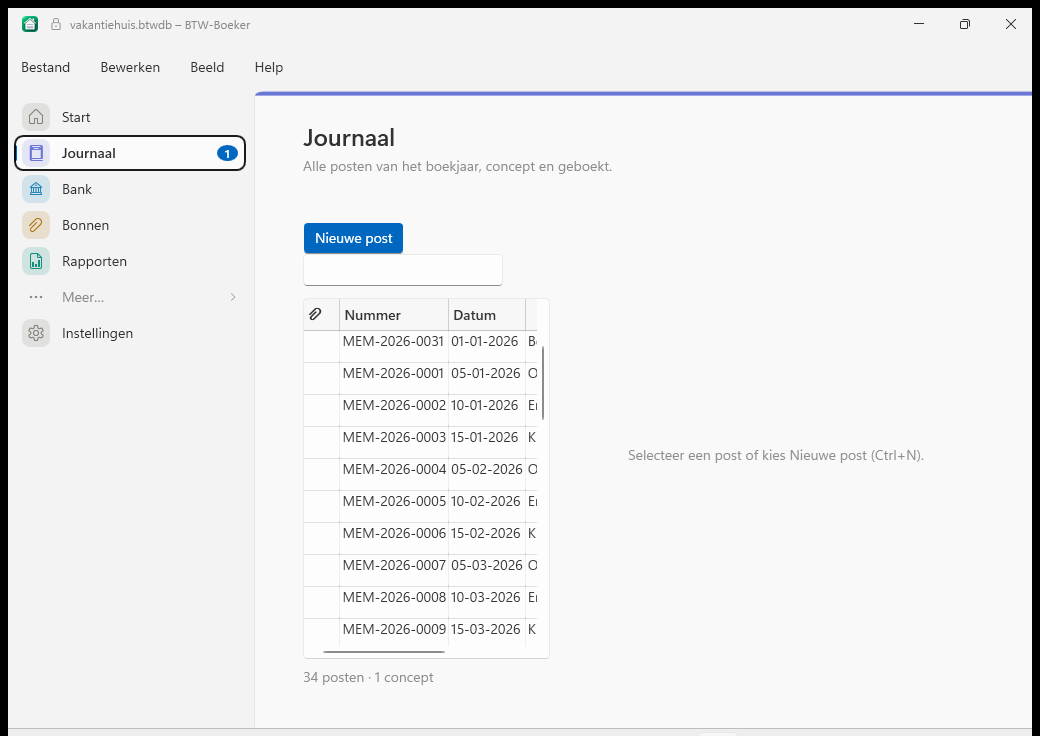 vakantiehuis.btwdb – BTW-Boeker
Bestand Bewerken Beeld Help
Start
Journaal 1
Bank
Bonnen
Rapporten
Meer...
Instellingen
Journaal
Alle posten van het boekjaar, concept en geboekt.
Nieuwe post
Nummer Datum
MEM-2026-0031 01-01-2026
MEM-2026-0001 05-01-2026
MEM-2026-0002 10-01-2026
MEM-2026-0003 15-01-2026
MEM-2026-0004 05-02-2026
MEM-2026-0005 10-02-2026
MEM-2026-0006 15-02-2026
MEM-2026-0007 05-03-2026
MEM-2026-0008 10-03-2026
MEM-2026-0009 15-03-2026
34 posten · 1 concept
Selecteer een post of kies Nieuwe post (Ctrl+N).